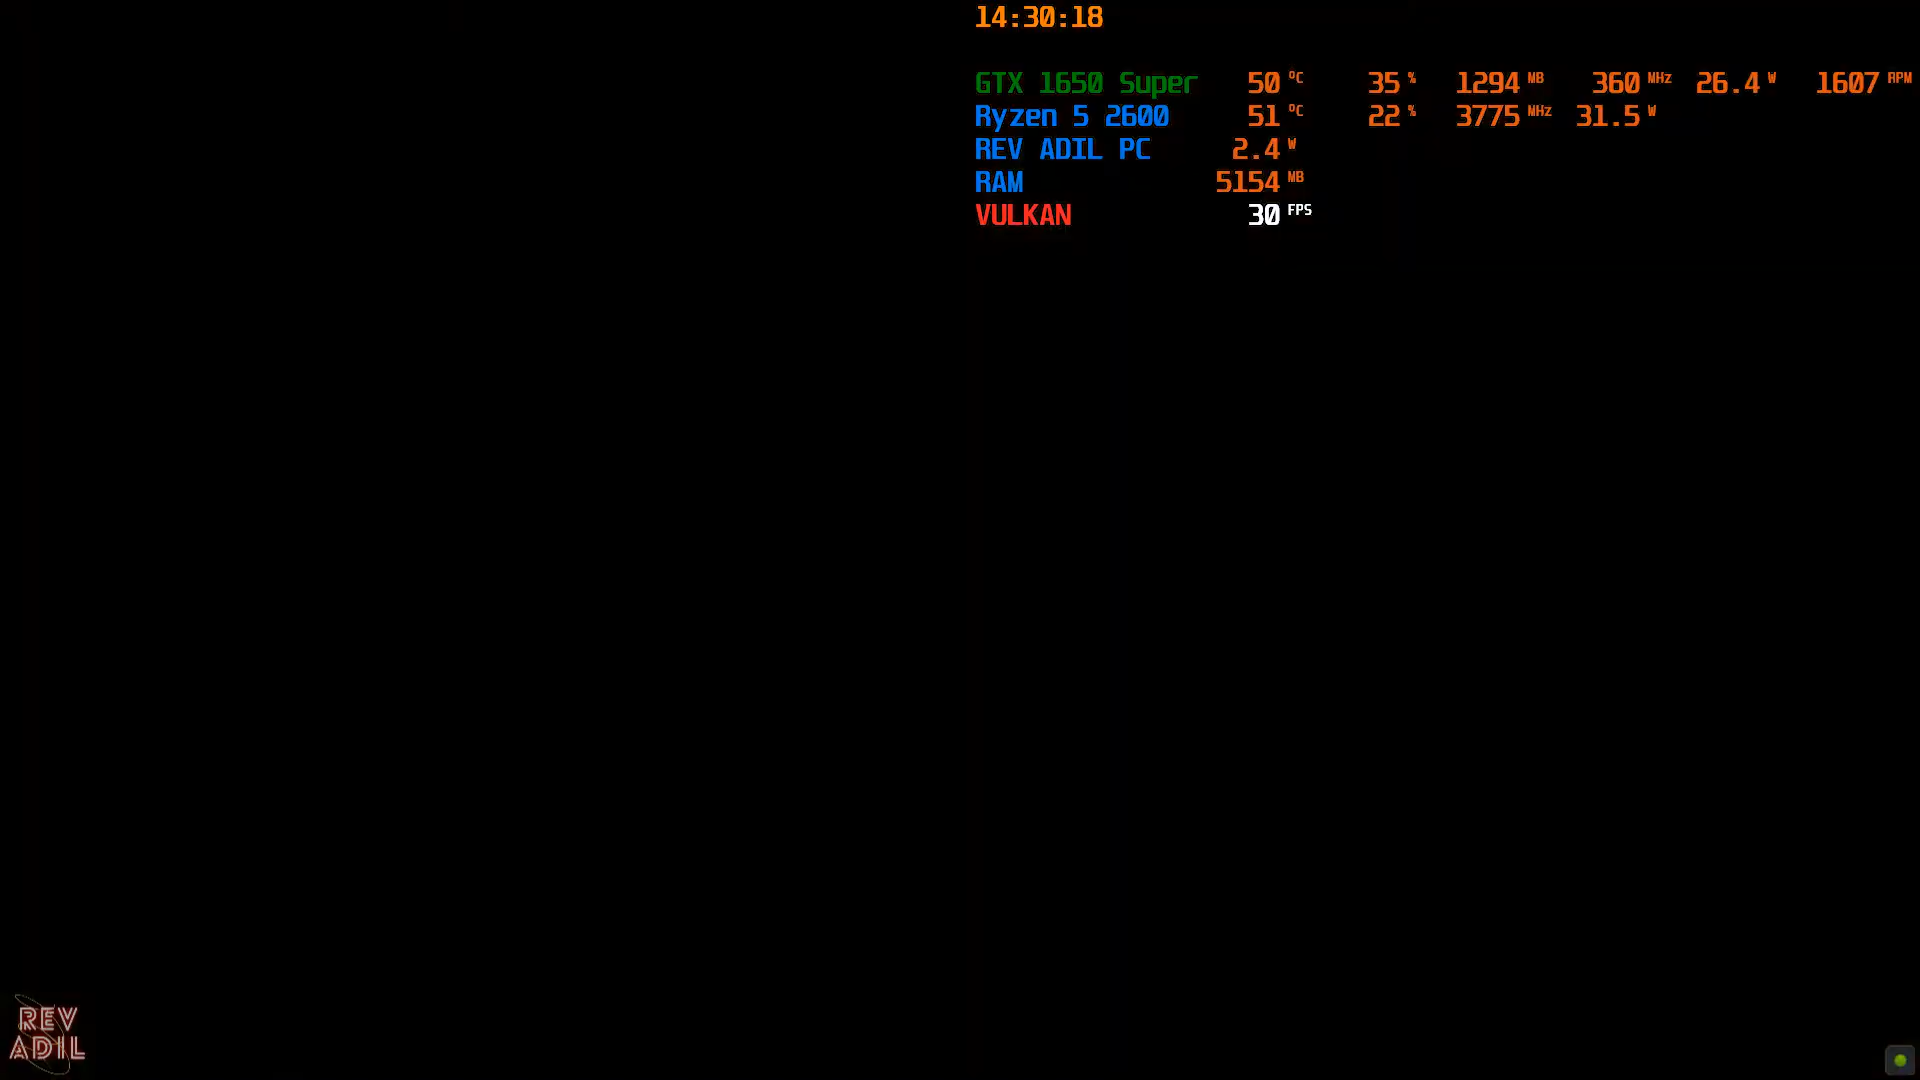 14:30:18
GTX 1650 Super 50 °C 35 % 1294 MB 360 MHz 26.4 W 1607 RPM
Ryzen 5 2600 51 °C 22 % 3775 MHz 31.5 W
REV ADIL PC 2.4 W
RAM 5154 MB
VULKAN 30 FPS
REV
ADIL